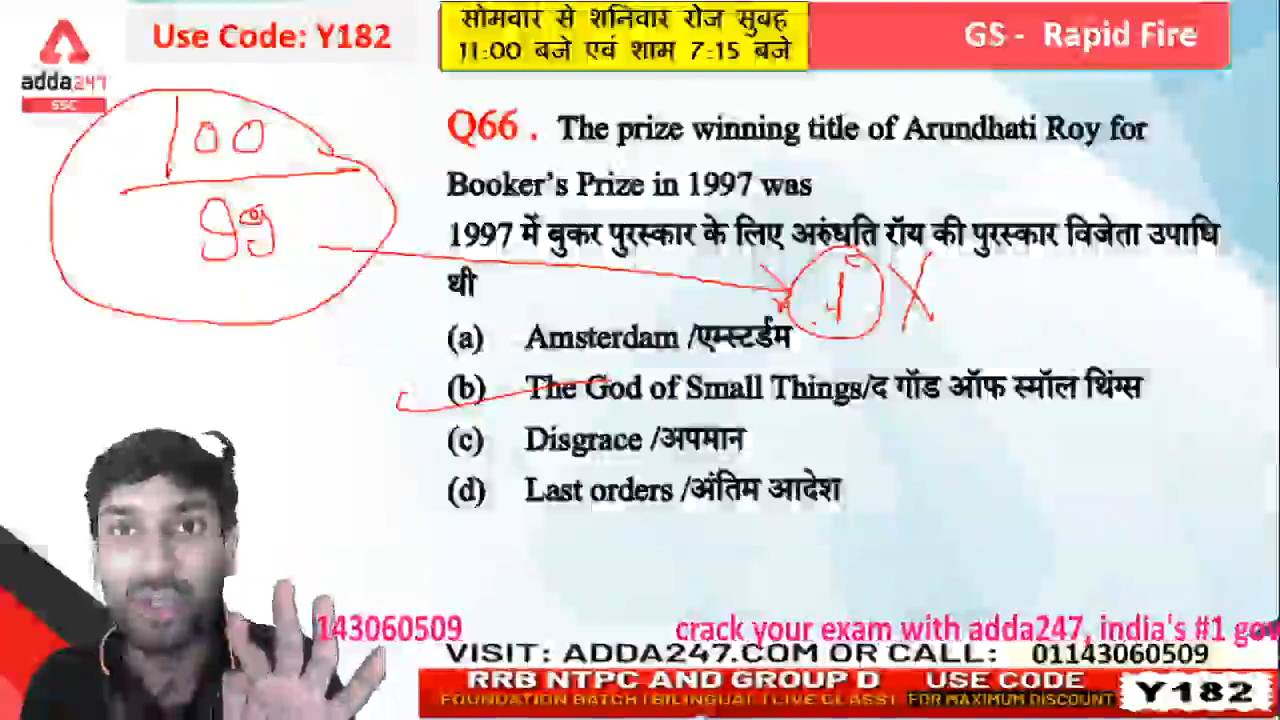 Use Code: Y182
सोमवार से शनिवार रोज सुबह
11:00 बजे एवं शाम 7:15 बजे
GS - Rapid Fire
adda247
SSC
100
99
Q66 . The prize winning title of Arundhati Roy for
Booker's Prize in 1997 was
1997 में बुकर पुरस्कार के लिए अरुंधति रॉय की पुरस्कार विजेता उपाधि
थी
1 X
(a) Amsterdam /एम्स्टर्डम
(b) The God of Small Things/द गॉड ऑफ स्मॉल थिंग्स
(c) Disgrace /अपमान
(d) Last orders /अंतिम आदेश
143060509 crack your exam with adda247, india's #1 gov
VISIT: ADDA247.COM OR CALL: 01143060509
RRB NTPC AND GROUP D
FOUNDATION BATCH (BILINGUAL (LIVE CLASS)
USE CODE
FOR MAXIMUM DISCOUNT
Y182